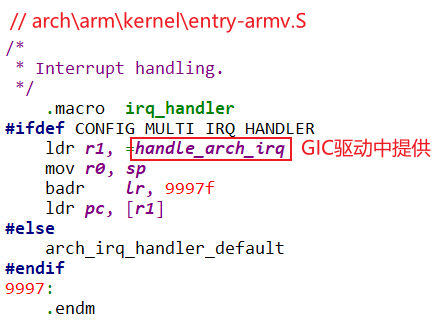 // arch\arm\kernel\entry-armv.S
/*
 * Interrupt handling.
 */
    .macro  irq_handler
#ifdef CONFIG_MULTI_IRQ_HANDLER
    ldr r1, =handle_arch_irq GIC驱动中提供
    mov r0, sp
    badr    lr, 9997f
    ldr pc, [r1]
#else
    arch_irq_handler_default
#endif
9997:
    .endm